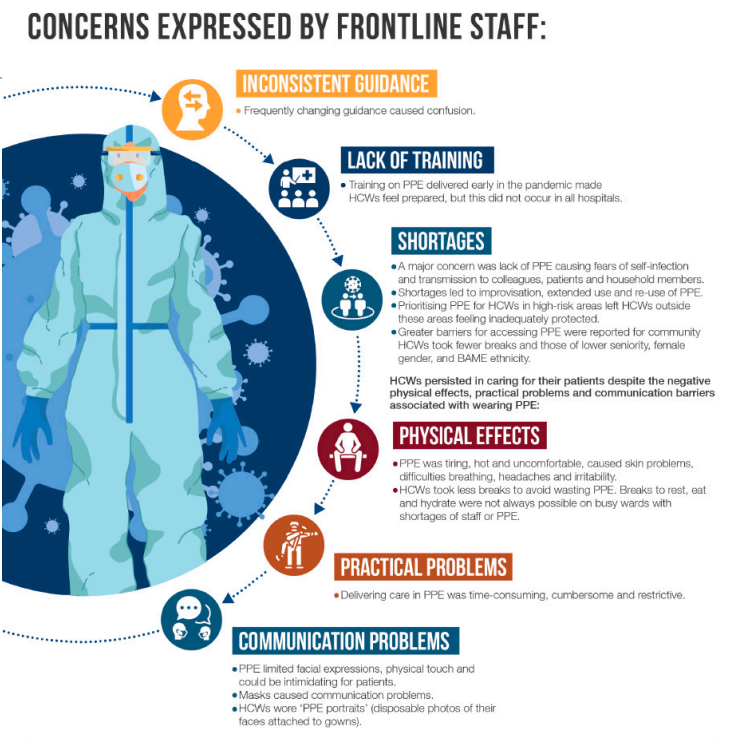 CONCERNS EXPRESSED BY FRONTLINE STAFF:
INCONSISTENT GUIDANCE
• Frequently changing guidance caused confusion.
LACK OF TRAINING
• Training on PPE delivered early in the pandemic made
HCWs feel prepared, but this did not occur in all hospitals.
SHORTAGES
• A major concern was lack of PPE causing fears of self-infection
and transmission to colleagues, patients and household members.
• Shortages led to improvisation, extended use and re-use of PPE.
• Prioritising PPE for HCWs in high-risk areas left HCWs outside
these areas feeling inadequately protected.
• Greater barriers for accessing PPE were reported for community
HCWs took fewer breaks and those of lower seniority, female
gender, and BAME ethnicity.
HCWs persisted in caring for their patients despite the negative
physical effects, practical problems and communication barriers
associated with wearing PPE:
PHYSICAL EFFECTS
• PPE was tiring, hot and uncomfortable, caused skin problems,
difficulties breathing, headaches and irritability.
• HCWs took less breaks to avoid wasting PPE. Breaks to rest, eat
and hydrate were not always possible on busy wards with
shortages of staff or PPE.
PRACTICAL PROBLEMS
• Delivering care in PPE was time-consuming, cumbersome and restrictive.
COMMUNICATION PROBLEMS
• PPE limited facial expressions, physical touch and
could be intimidating for patients.
• Masks caused communication problems.
• HCWs wore ‘PPE portraits’ (disposable photos of their
faces attached to gowns).